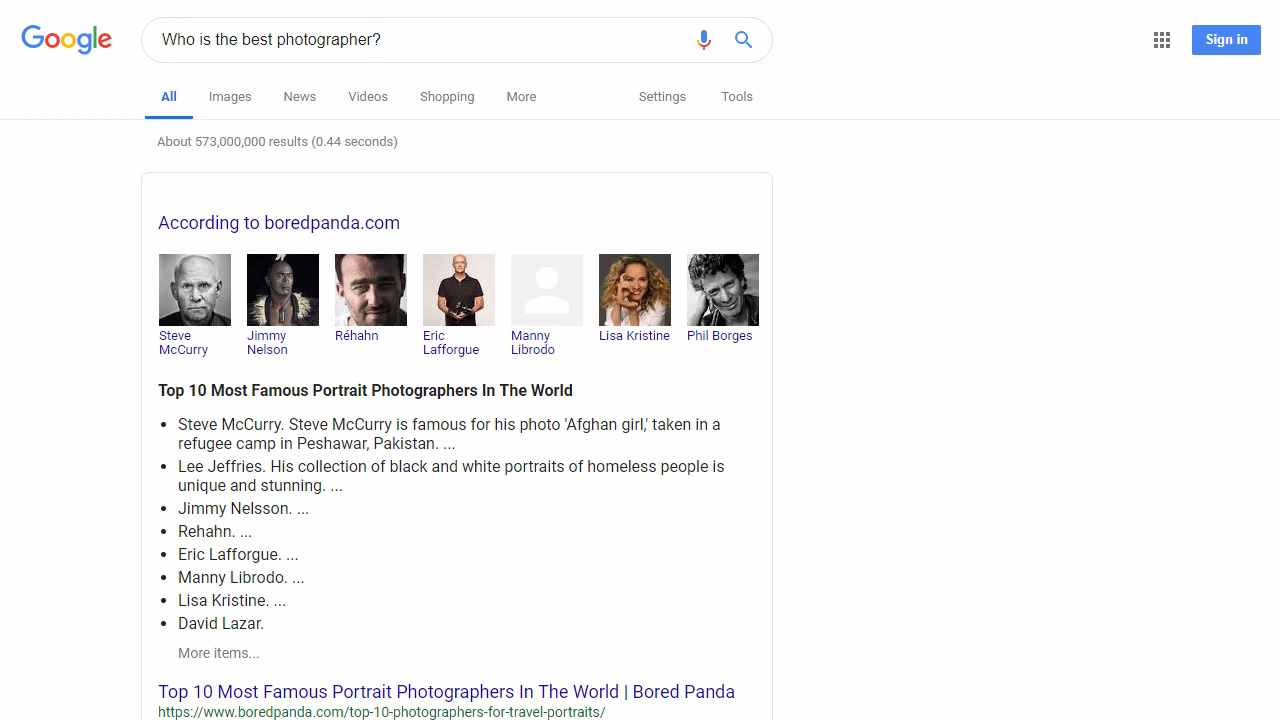 Google
Who is the best photographer?
Sign in
All Images News Videos Shopping More Settings Tools
About 573,000,000 results (0.44 seconds)
According to boredpanda.com
Steve McCurry
Jimmy Nelson
Réhahn
Eric Lafforgue
Manny Librodo
Lisa Kristine
Phil Borges
Top 10 Most Famous Portrait Photographers In The World
• Steve McCurry. Steve McCurry is famous for his photo 'Afghan girl,' taken in a
refugee camp in Peshawar, Pakistan. ...
• Lee Jeffries. His collection of black and white portraits of homeless people is
unique and stunning. ...
• Jimmy Nelsson. ...
• Rehahn. ...
• Eric Lafforgue. ...
• Manny Librodo. ...
• Lisa Kristine. ...
• David Lazar.
More items...
Top 10 Most Famous Portrait Photographers In The World | Bored Panda
https://www.boredpanda.com/top-10-photographers-for-travel-portraits/